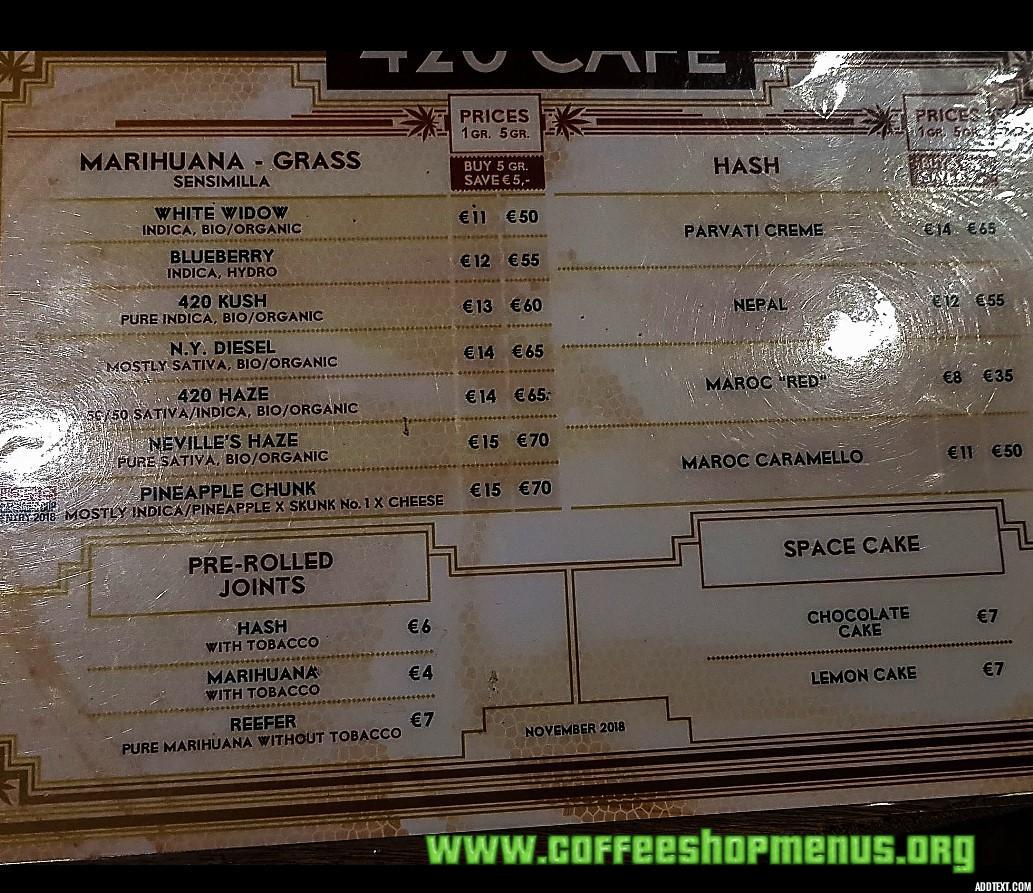 420 CAFE
PRICES
1 GR. 5 GR.
MARIHUANA - GRASS
SENSIMILLA
BUY 5 GR.
SAVE €5,-
WHITE WIDOW €11 €50
INDICA, BIO/ORGANIC
BLUEBERRY €12 €55
INDICA, HYDRO
420 KUSH €13 €60
PURE INDICA, BIO/ORGANIC
N.Y. DIESEL €14 €65
MOSTLY SATIVA, BIO/ORGANIC
420 HAZE €14 €65
50/50 SATIVA/INDICA, BIO/ORGANIC
NEVILLE'S HAZE €15 €70
PURE SATIVA, BIO/ORGANIC
PINEAPPLE CHUNK €15 €70
MOSTLY INDICA/PINEAPPLE X SKUNK No. 1 X CHEESE
2018
PRICES
1 GR. 5 GR.
HASH
PARVATI CREME €14 €65
NEPAL €12 €55
MAROC "RED" €8 €35
MAROC CARAMELLO €11 €50
PRE-ROLLED
JOINTS
HASH €6
WITH TOBACCO
MARIHUANA €4
WITH TOBACCO
REEFER €7
PURE MARIHUANA WITHOUT TOBACCO
SPACE CAKE
CHOCOLATE
CAKE €7
LEMON CAKE €7
NOVEMBER 2018
www.coffeeshopmenus.org
ADDTEXT.COM